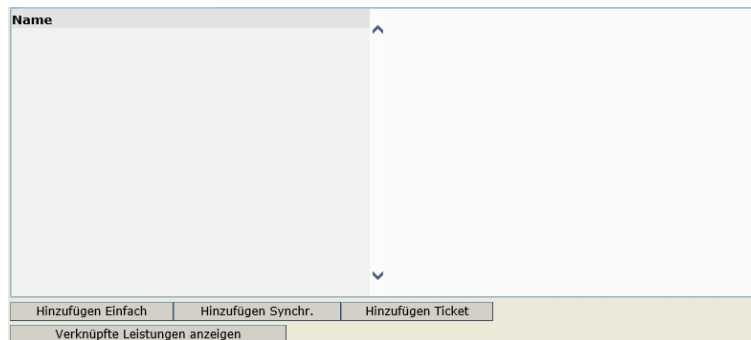 Name
Hinzufügen Einfach
Hinzufügen Synchr.
Hinzufügen Ticket
Verknüpfte Leistungen anzeigen